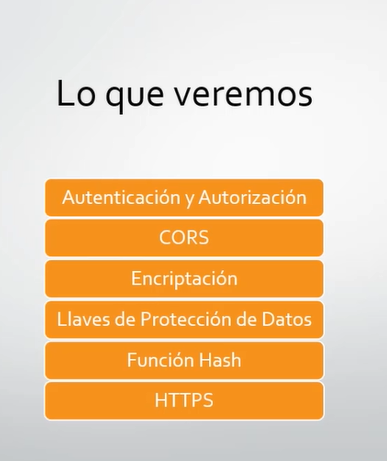 Lo que veremos
Autenticación y Autorización
CORS
Encriptación
Llaves de Protección de Datos
Función Hash
HTTPS